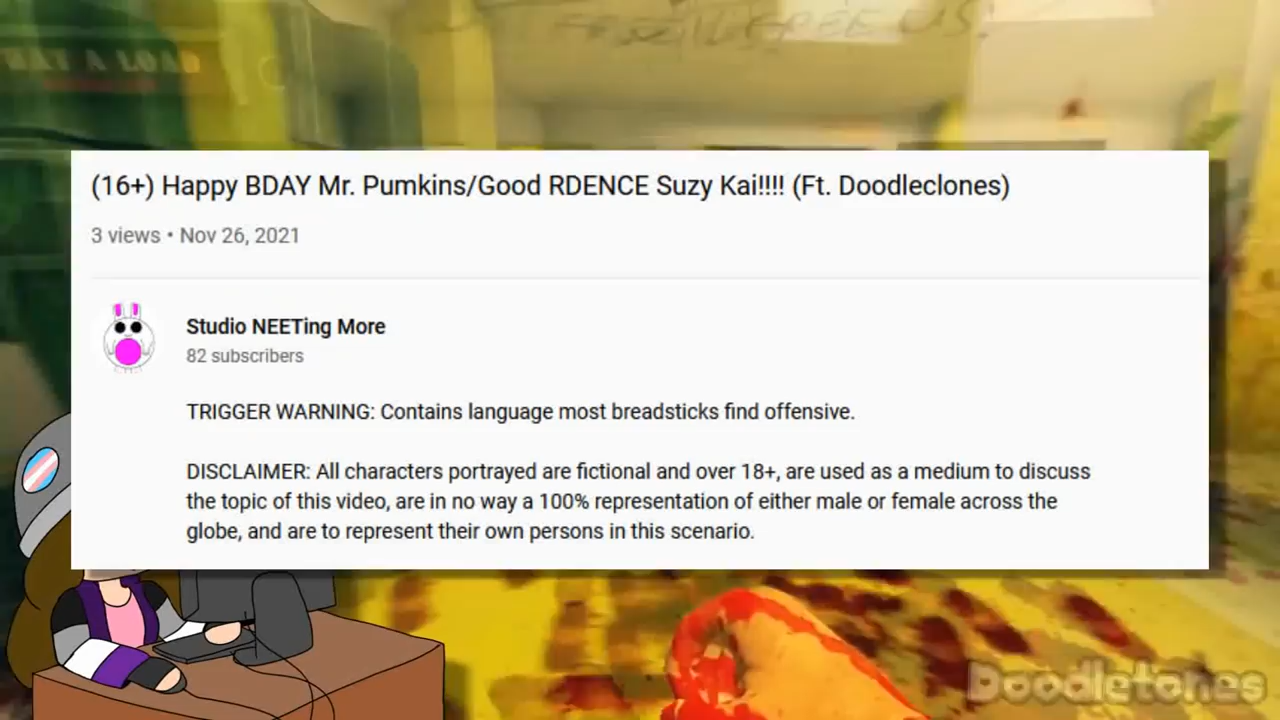 (16+) Happy BDAY Mr. Pumkins/Good RDENCE Suzy Kai!!!! (Ft. Doodleclones)
3 views • Nov 26, 2021
Studio NEETing More
82 subscribers
TRIGGER WARNING: Contains language most breadsticks find offensive.
DISCLAIMER: All characters portrayed are fictional and over 18+, are used as a medium to discuss
the topic of this video, are in no way a 100% representation of either male or female across the
globe, and are to represent their own persons in this scenario.
Doodletones